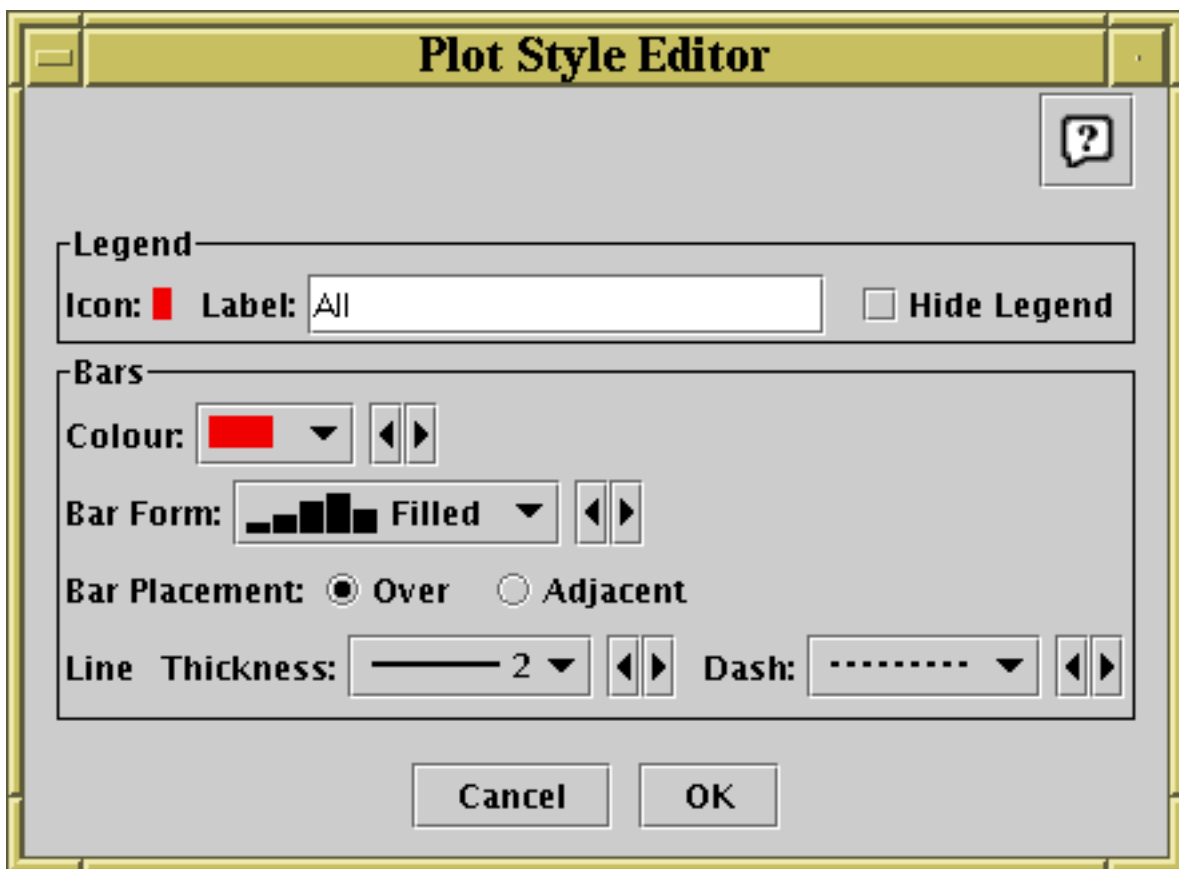 Plot Style Editor
?
Legend
Icon: Label: All Hide Legend
Bars
Colour:
Bar Form: Filled
Bar Placement: Over Adjacent
Line Thickness: 2 Dash:
Cancel OK